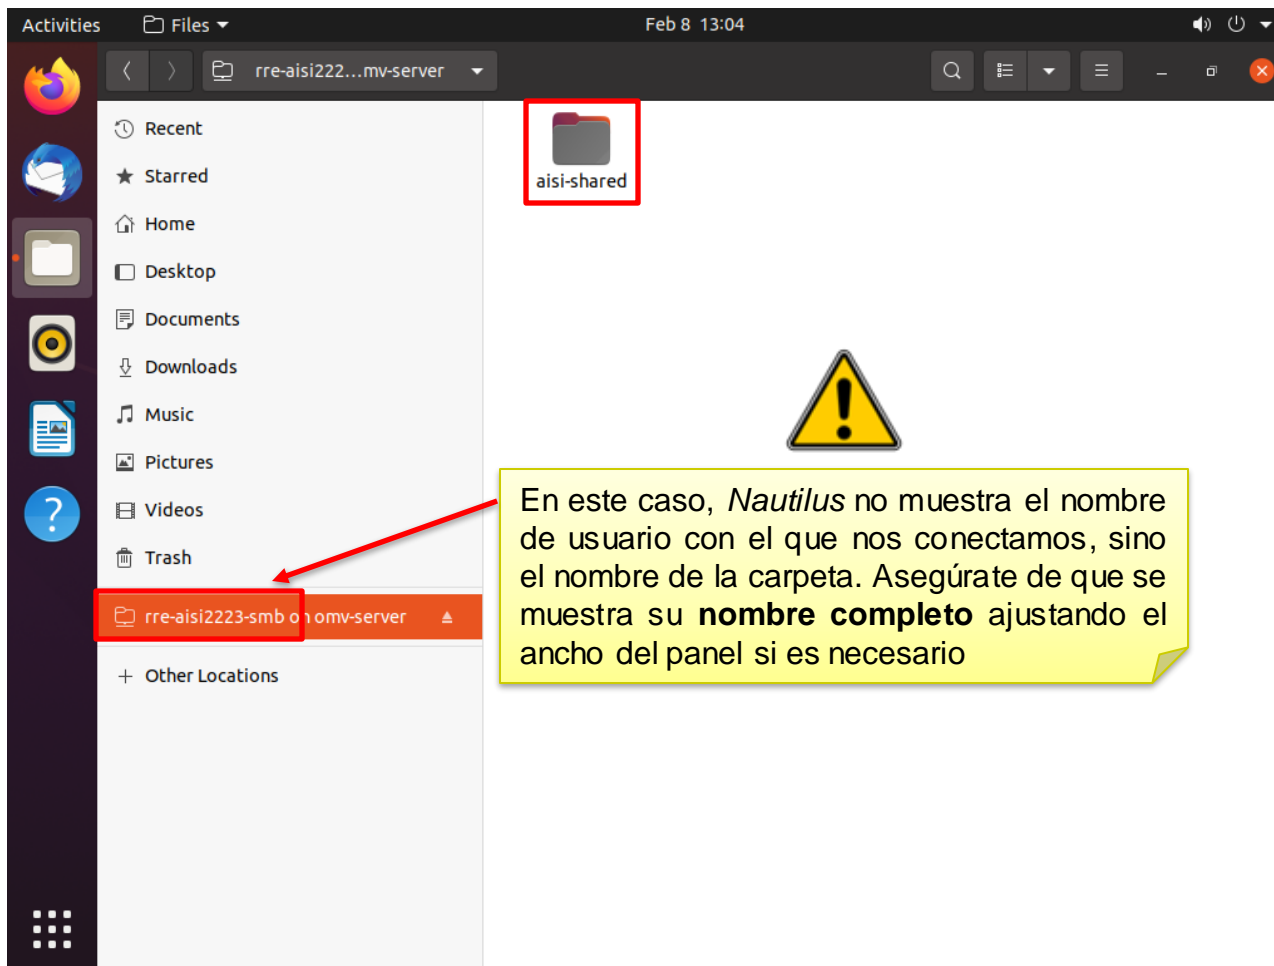 Activities Files Feb 8 13:04
rre-aisi222...mv-server
Recent
Starred
Home
Desktop
Documents
Downloads
Music
Pictures
Videos
Trash
rre-aisi2223-smb on omv-server
Other Locations
aisi-shared
En este caso, Nautilus no muestra el nombre
de usuario con el que nos conectamos, sino
el nombre de la carpeta. Asegúrate de que se
muestra su nombre completo ajustando el
ancho del panel si es necesario